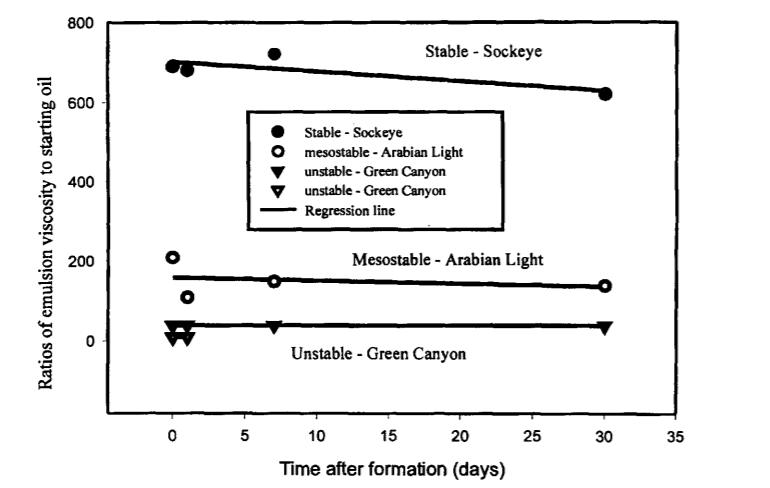 800
600
400
200
0
Ratios of emulsion viscosity to starting oil
Stable - Sockeye
Stable - Sockeye
mesostable - Arabian Light
unstable - Green Canyon
unstable - Green Canyon
Regression line
Mesostable - Arabian Light
Unstable - Green Canyon
0 5 10 15 20 25 30 35
Time after formation (days)